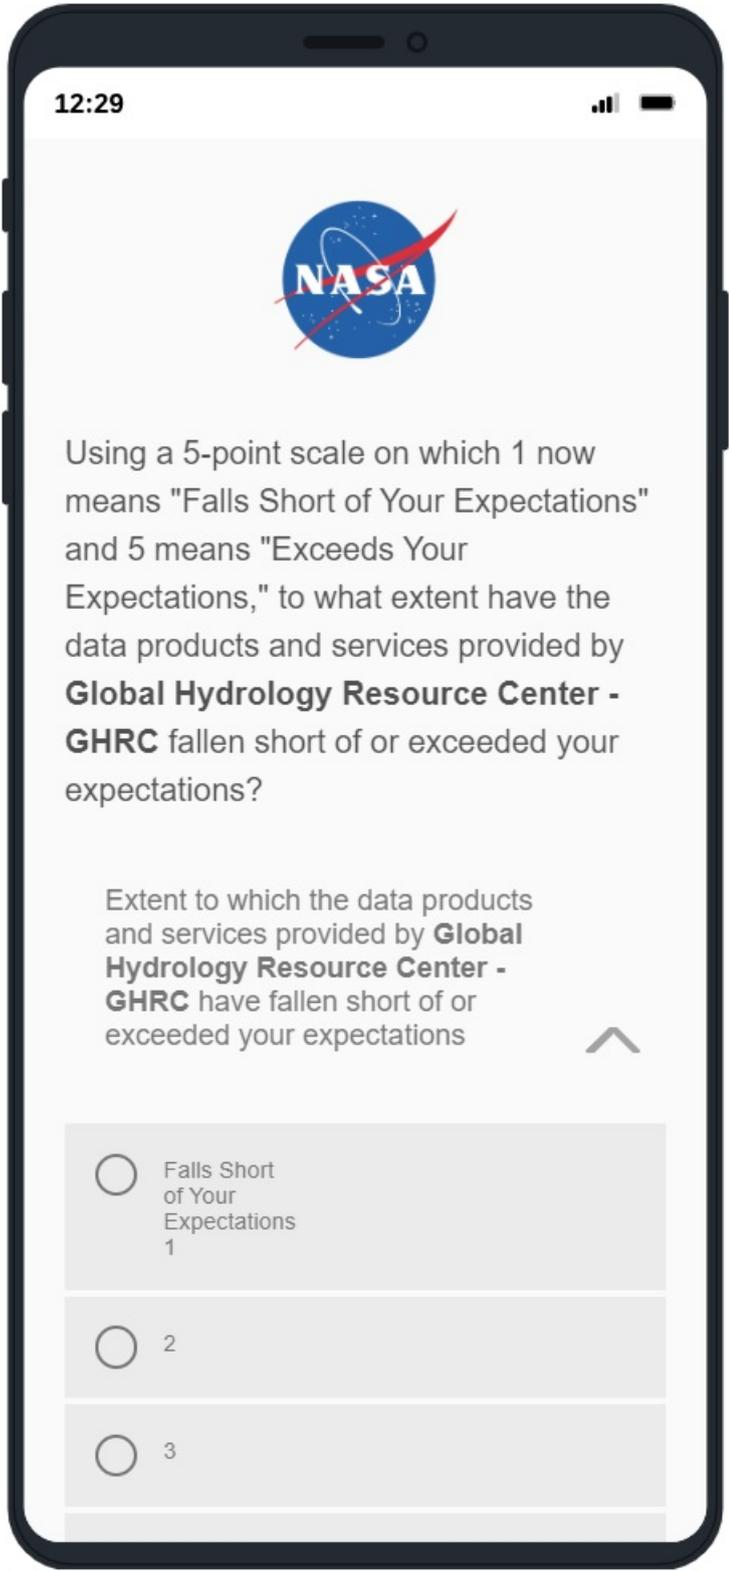 12:29
NASA
Using a 5-point scale on which 1 now
means "Falls Short of Your Expectations"
and 5 means "Exceeds Your
Expectations," to what extent have the
data products and services provided by
Global Hydrology Resource Center -
GHRC fallen short of or exceeded your
expectations?
Extent to which the data products
and services provided by Global
Hydrology Resource Center -
GHRC have fallen short of or
exceeded your expectations
Falls Short
of Your
Expectations
1
2
3